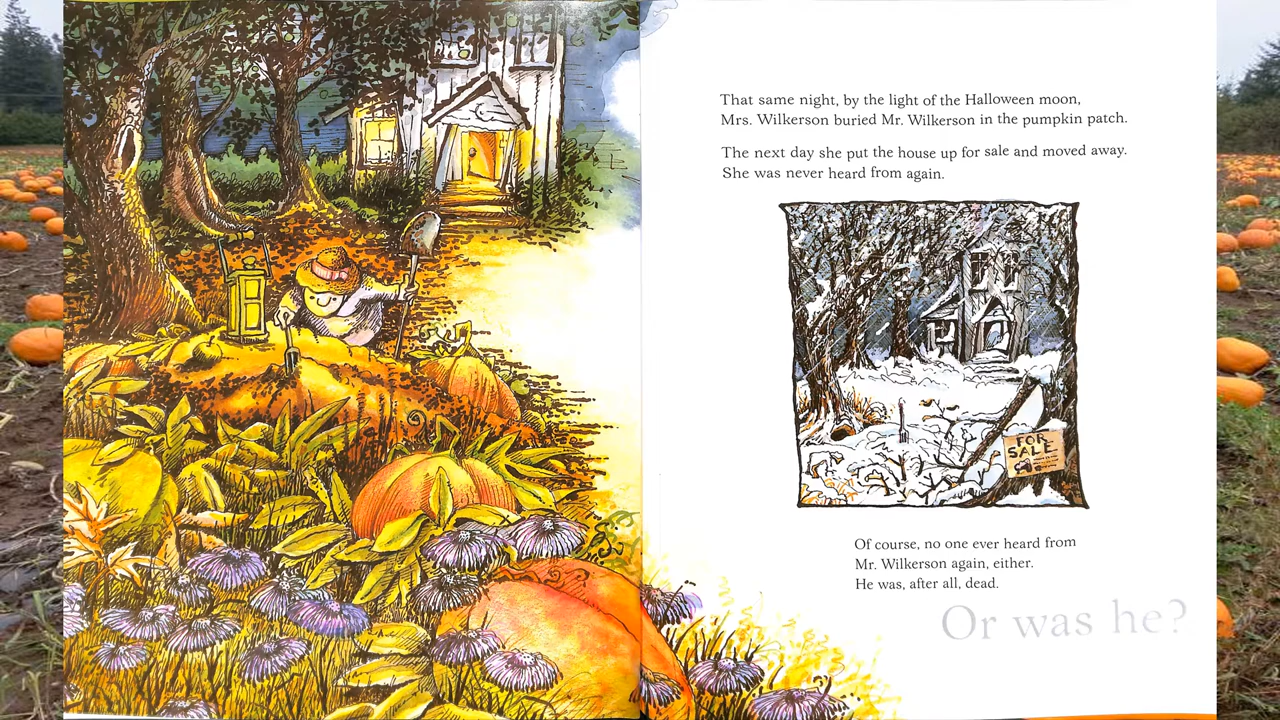 That same night, by the light of the Halloween moon,
Mrs. Wilkerson buried Mr. Wilkerson in the pumpkin patch.
The next day she put the house up for sale and moved away.
She was never heard from again.
FOR
SALE
Of course, no one ever heard from
Mr. Wilkerson again, either.
He was, after all, dead.
Or was he?